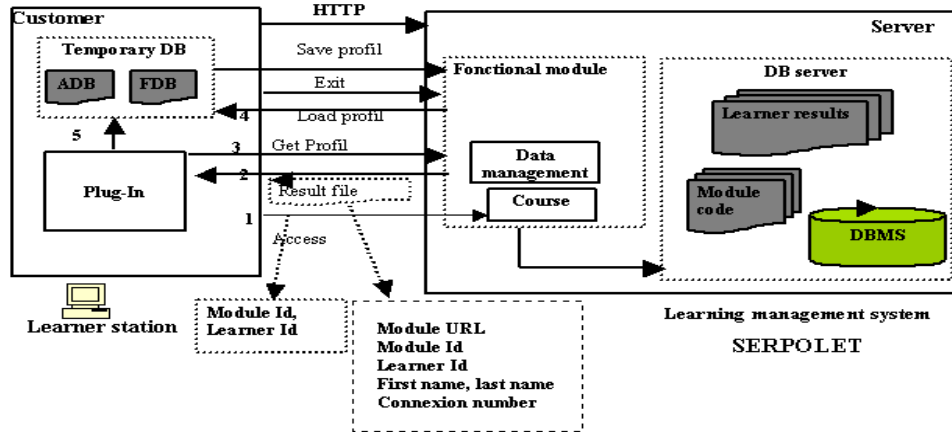 Customer
HTTP
Server
Temporary DB
ADB
FDB
Save profil
Exit
4
Load profil
5
3
Get Profil
2
Plug-In
Result file
1
Access
Fonctional module
Data
management
Course
DB server
Learner results
Module
code
DBMS
Learner station
Module Id,
Learner Id
Module URL
Module Id
Learner Id
First name, last name
Connexion number
Learning management system
SERPOLET